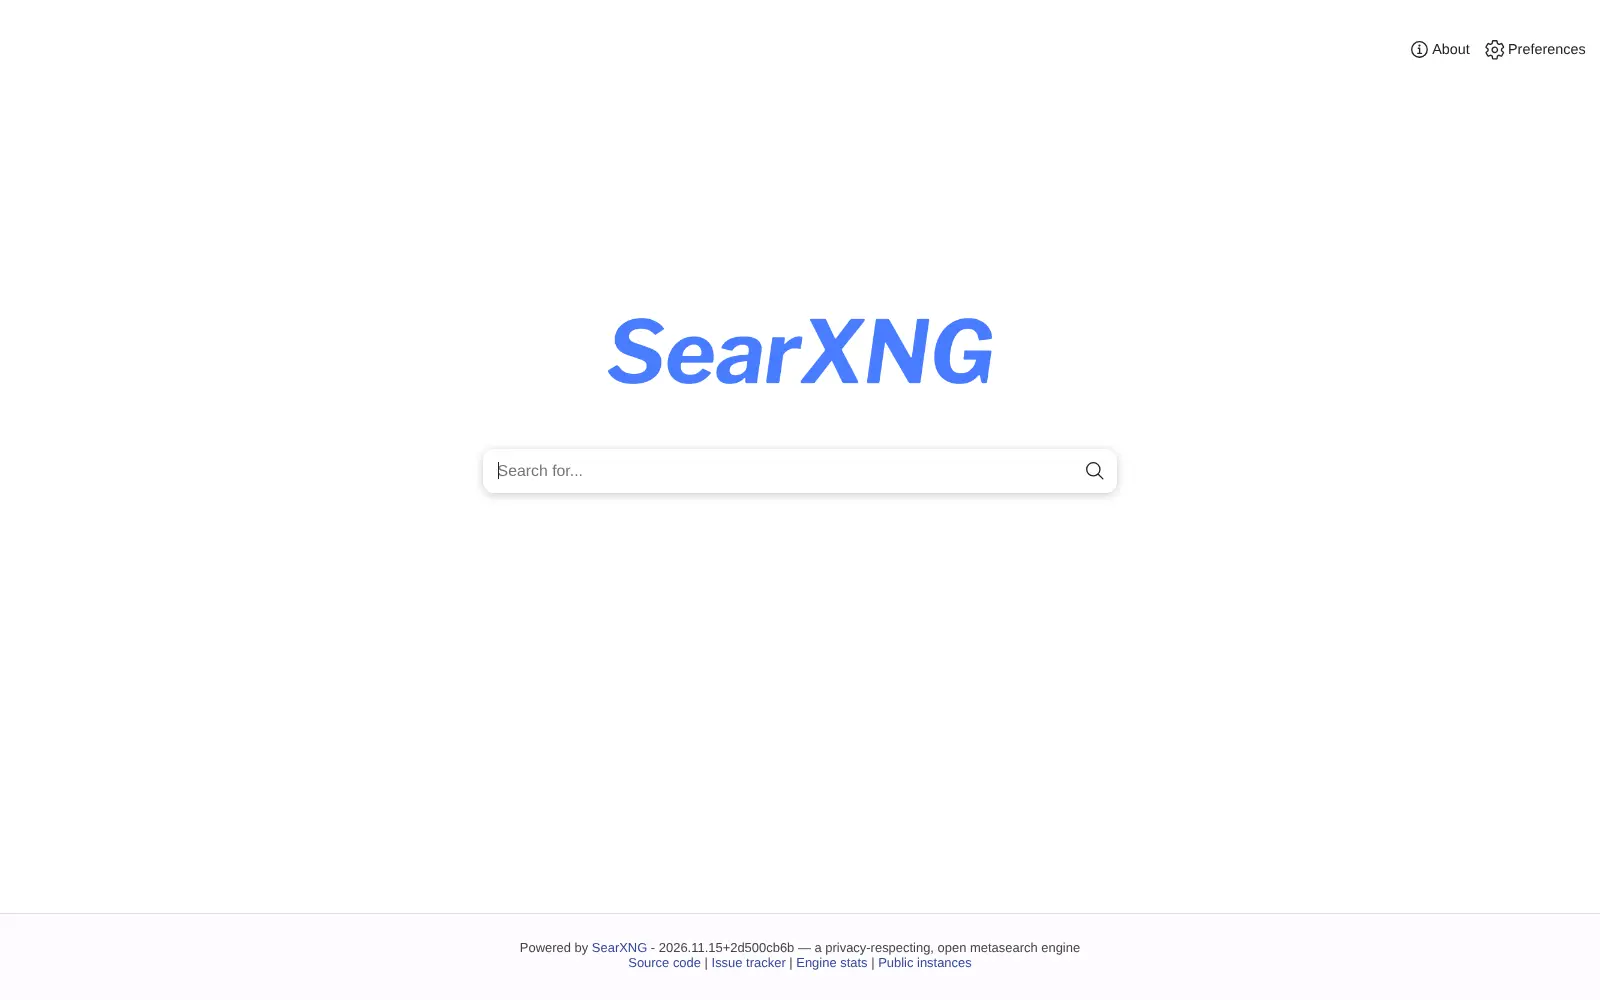 About
Preferences
SearXNG
Search for...
Powered by SearXNG - 2026.11.15+2d500cb6b — a privacy-respecting, open metasearch engine
Source code | Issue tracker | Engine stats | Public instances